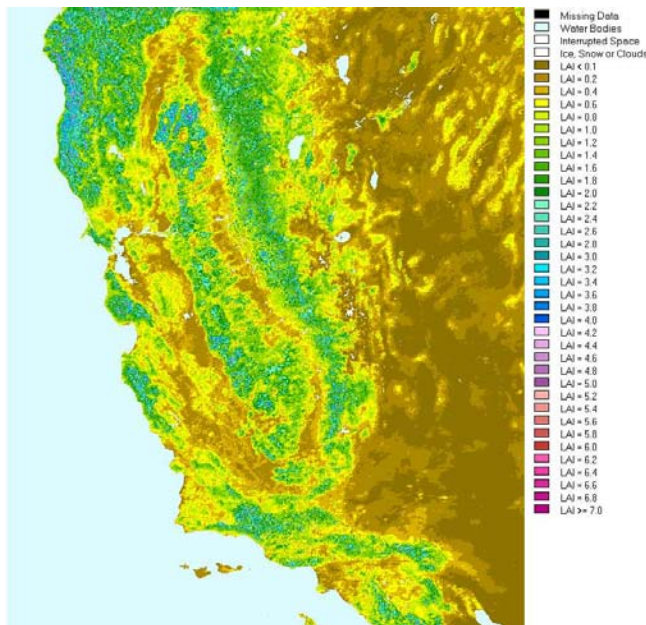 Missing Data
Water Bodies
Interrupted Space
Ice, Snow or Clouds
LAI < 0.1
LAI = 0.2
LAI = 0.4
LAI = 0.6
LAI = 0.8
LAI = 1.0
LAI = 1.2
LAI = 1.4
LAI = 1.6
LAI = 1.8
LAI = 2.0
LAI = 2.2
LAI = 2.4
LAI = 2.6
LAI = 2.8
LAI = 3.0
LAI = 3.2
LAI = 3.4
LAI = 3.6
LAI = 3.8
LAI = 4.0
LAI = 4.2
LAI = 4.4
LAI = 4.6
LAI = 4.8
LAI = 5.0
LAI = 5.2
LAI = 5.4
LAI = 5.6
LAI = 5.8
LAI = 6.0
LAI = 6.2
LAI = 6.4
LAI = 6.6
LAI = 6.8
LAI >= 7.0